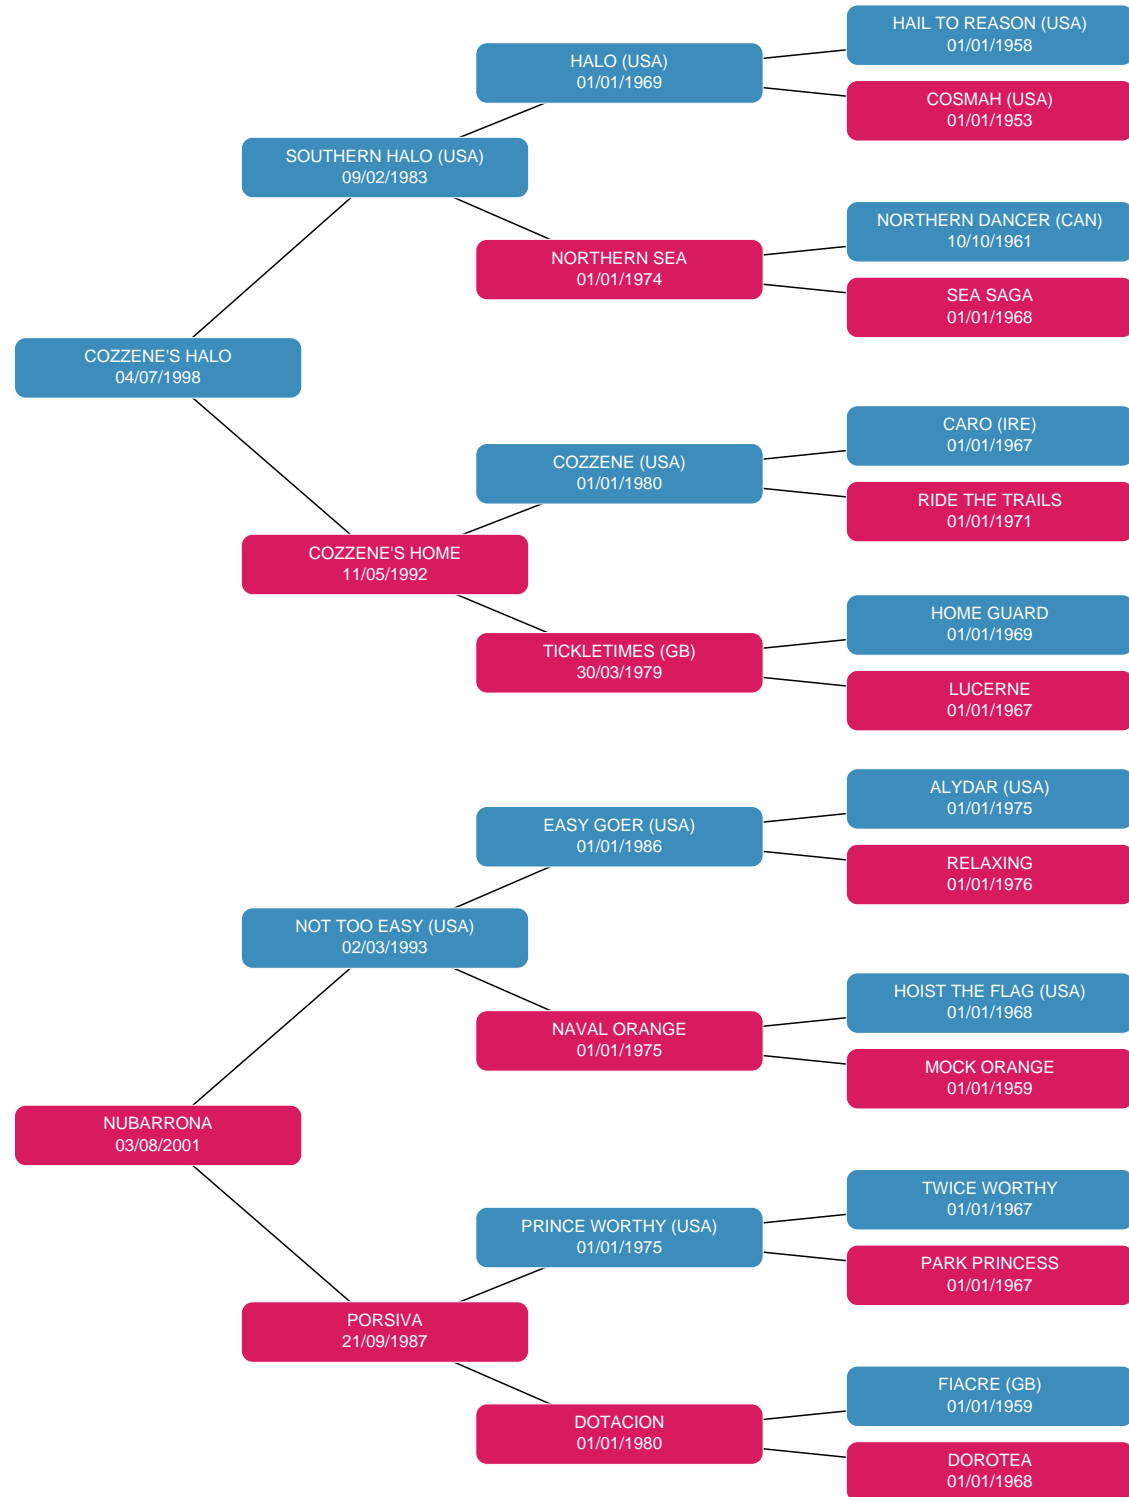 HAIL TO REASON (USA)
01/01/1958
HALO (USA)
01/01/1969
COSMAH (USA)
01/01/1953
SOUTHERN HALO (USA)
09/02/1983
NORTHERN DANCER (CAN)
10/10/1961
NORTHERN SEA
01/01/1974
SEA SAGA
01/01/1968
COZZENE'S HALO
04/07/1998
CARO (IRE)
01/01/1967
COZZENE (USA)
01/01/1980
RIDE THE TRAILS
01/01/1971
COZZENE'S HOME
11/05/1992
HOME GUARD
01/01/1969
TICKLETIMES (GB)
30/03/1979
LUCERNE
01/01/1967
ALYDAR (USA)
01/01/1975
EASY GOER (USA)
01/01/1986
RELAXING
01/01/1976
NOT TOO EASY (USA)
02/03/1993
HOIST THE FLAG (USA)
01/01/1968
NAVAL ORANGE
01/01/1975
MOCK ORANGE
01/01/1959
NUBARRONA
03/08/2001
TWICE WORTHY
01/01/1967
PRINCE WORTHY (USA)
01/01/1975
PARK PRINCESS
01/01/1967
PORSIVA
21/09/1987
FIACRE (GB)
01/01/1959
DOTACION
01/01/1980
DOROTEA
01/01/1968